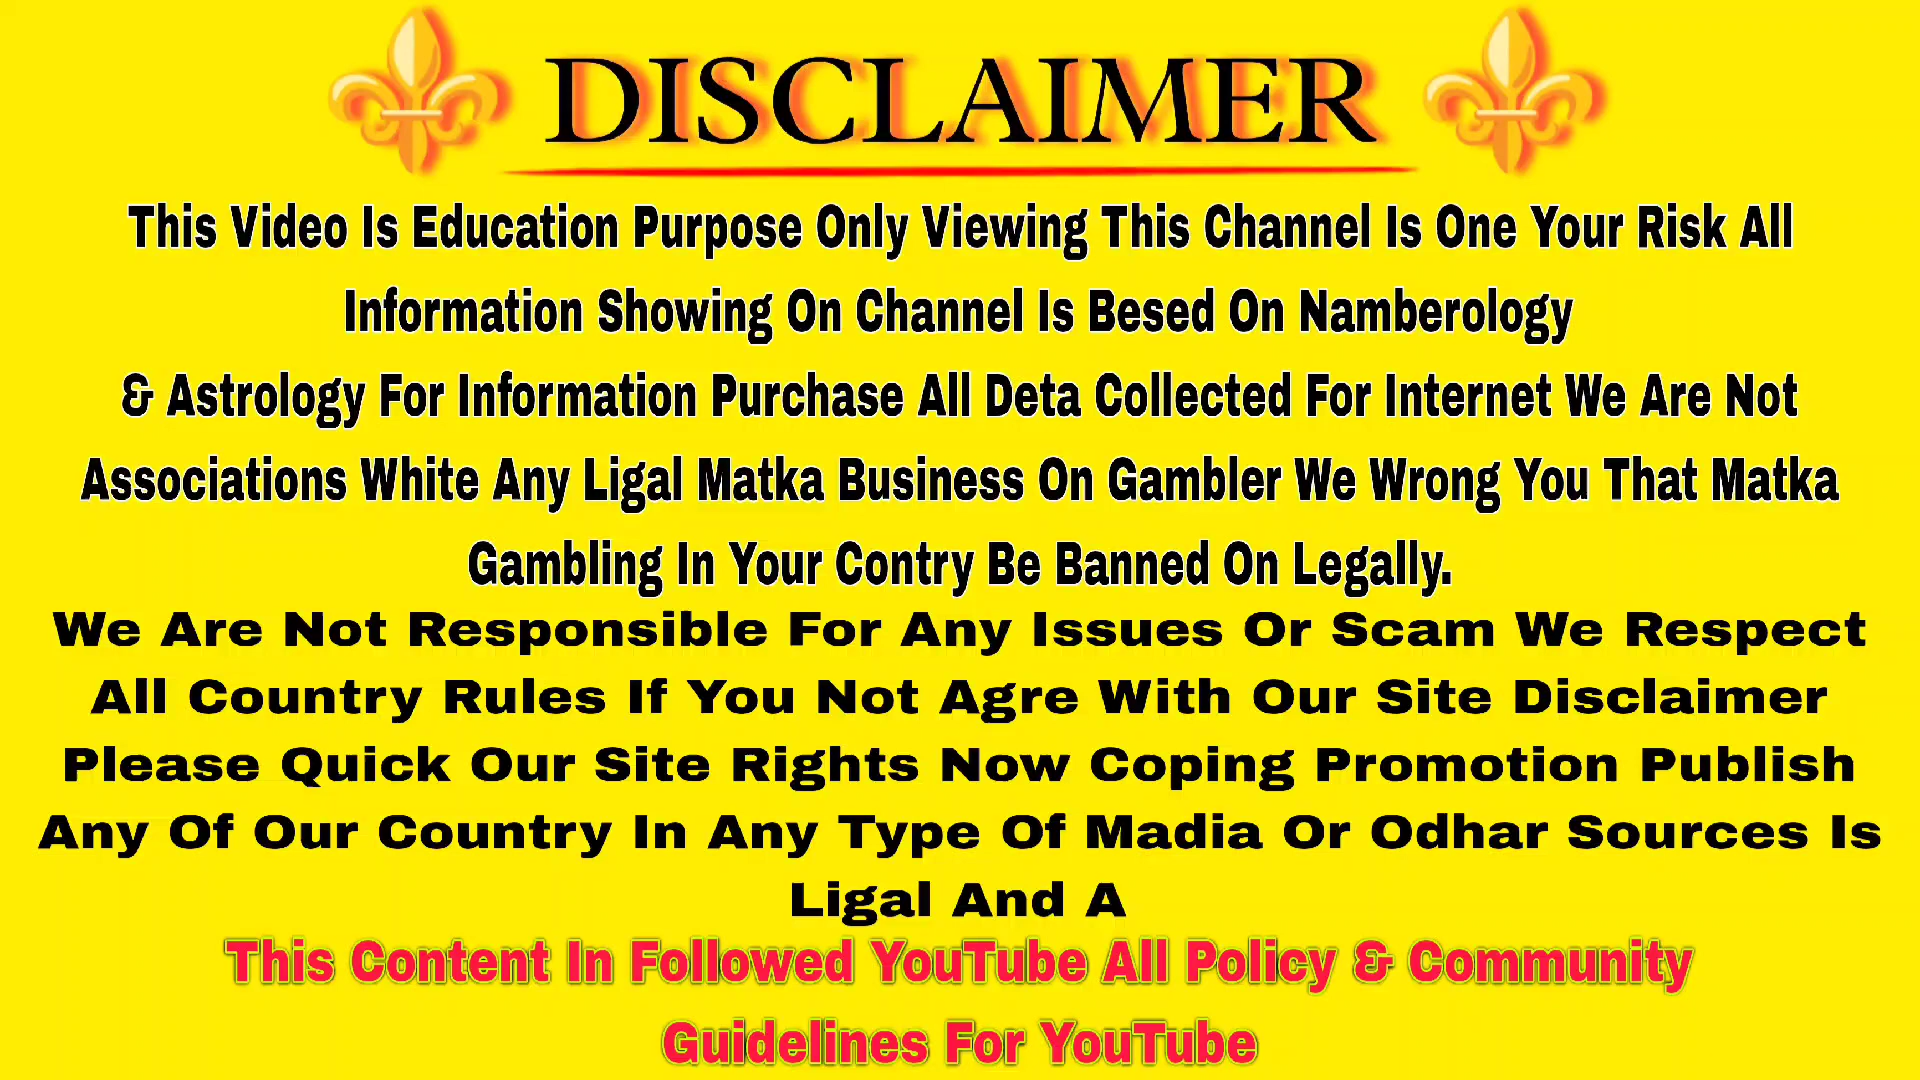 DISCLAIMER
This Video Is Education Purpose Only Viewing This Channel Is One Your Risk All
Information Showing On Channel Is Besed On Namberology
& Astrology For Information Purchase All Deta Collected For Internet We Are Not
Associations White Any Ligal Matka Business On Gambler We Wrong You That Matka
Gambling In Your Contry Be Banned On Legally.
We Are Not Responsible For Any Issues Or Scam We Respect
All Country Rules If You Not Agre With Our Site Disclaimer
Please Quick Our Site Rights Now Coping Promotion Publish
Any Of Our Country In Any Type Of Madia Or Odhar Sources Is
Ligal And A
This Content In Followed YouTube All Policy & Community
Guidelines For YouTube